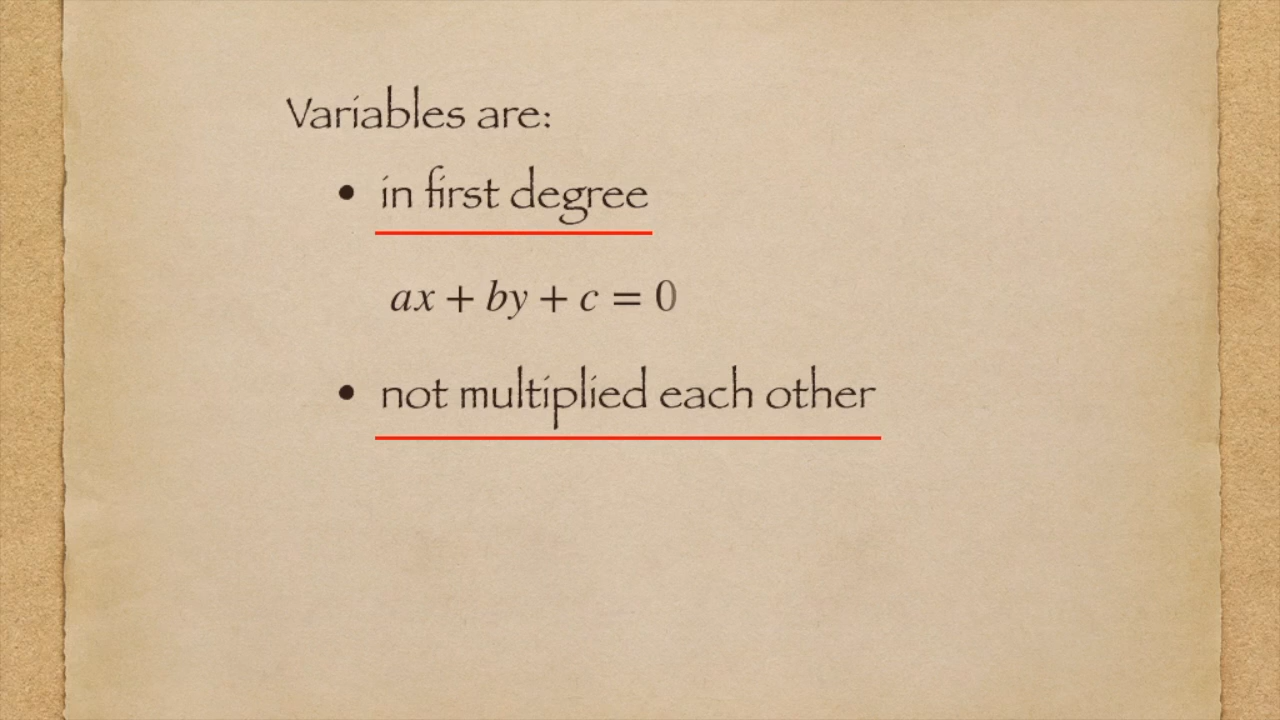 Variables are:
• in first degree
ax + by + c = 0
• not multiplied each other